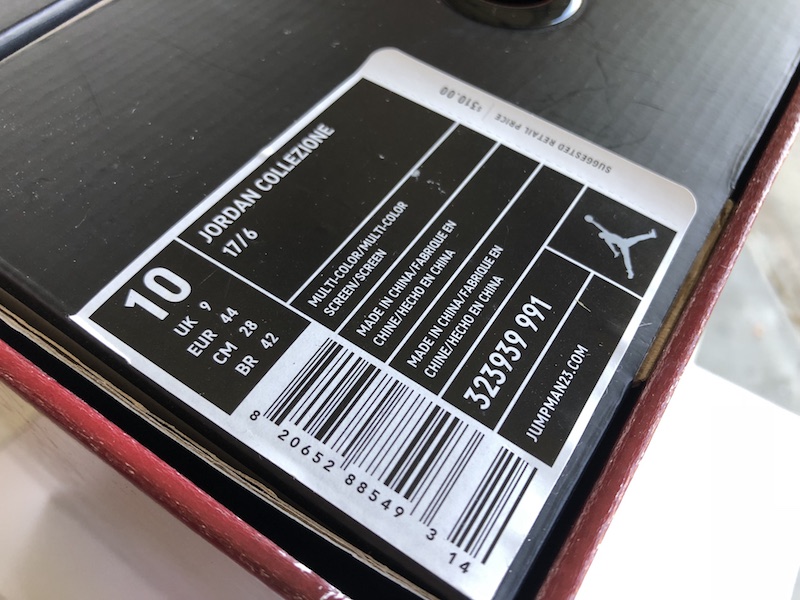 SUGGESTED RETAIL PRICE $310.00
10
UK 9
EUR 44
CM 28
BR 42
JORDAN COLLEZIONE
17/6
MULTI-COLOR/MULTI-COLOR
SCREEN/SCREEN
MADE IN CHINA/FABRIQUE EN
CHINE/HECHO EN CHINA
MADE IN CHINA/FABRIQUE EN
CHINE/HECHO EN CHINA
323939 991
JUMPMAN23.COM
8 20652 88549 3 14